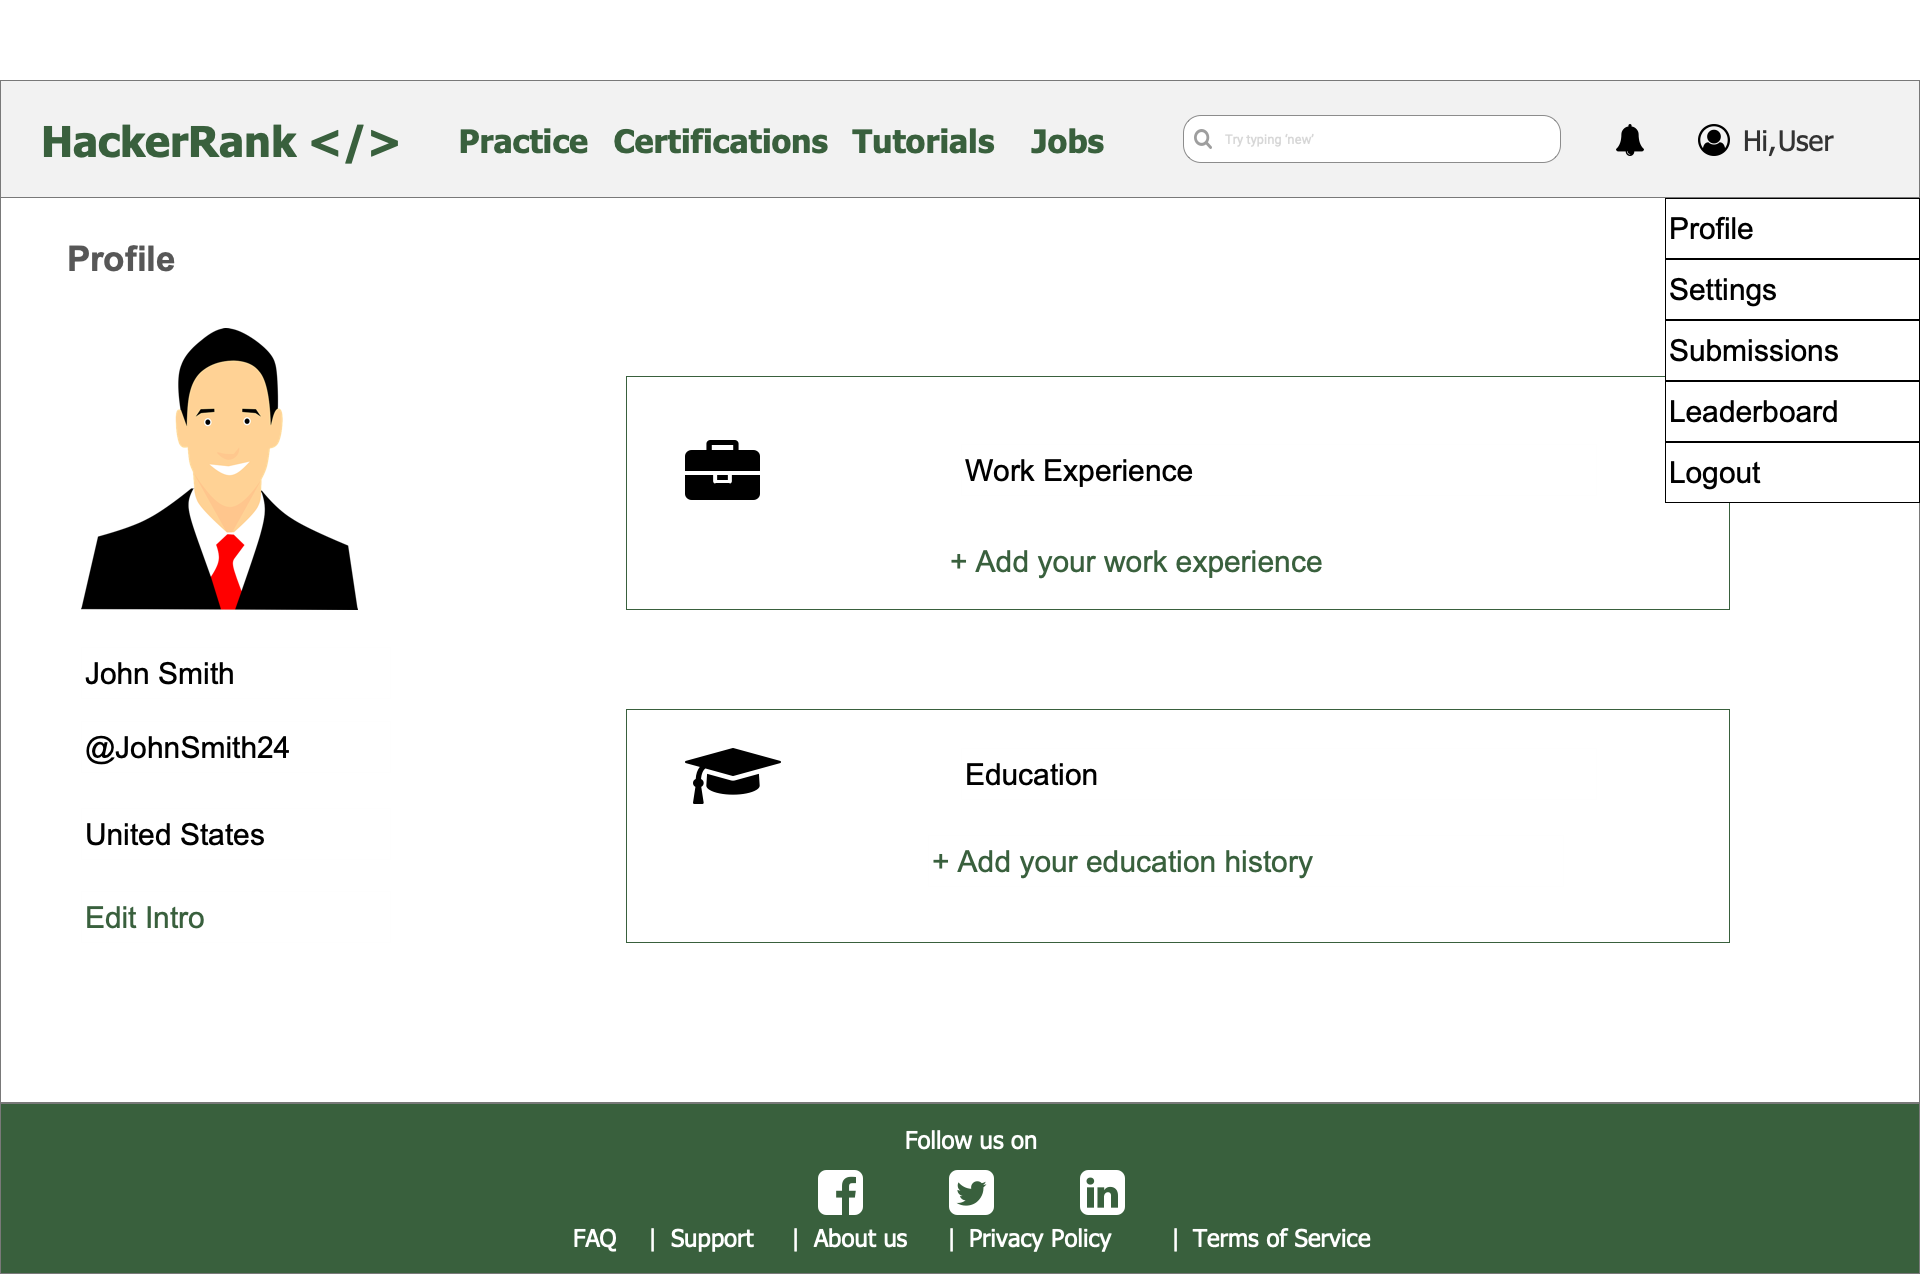 HackerRank </> Practice Certifications Tutorials Jobs Try typing 'new' Hi,User
Profile
Settings
Submissions
Leaderboard
Logout
Profile
John Smith
@JohnSmith24
United States
Edit Intro
Work Experience
+ Add your work experience
Education
+ Add your education history
Follow us on
FAQ | Support | About us | Privacy Policy | Terms of Service